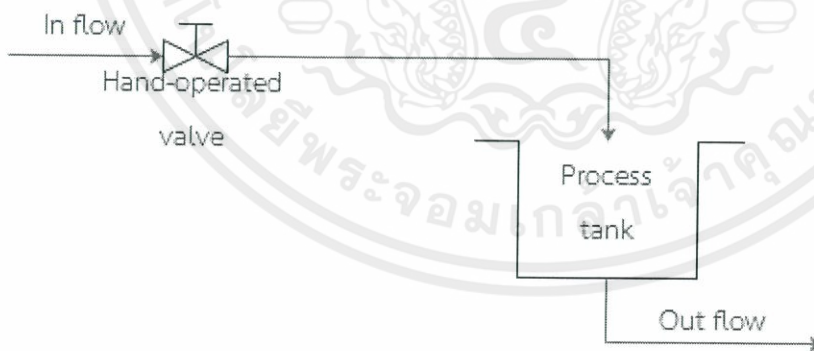 In flow
Hand-operated
valve
Process
tank
Out flow